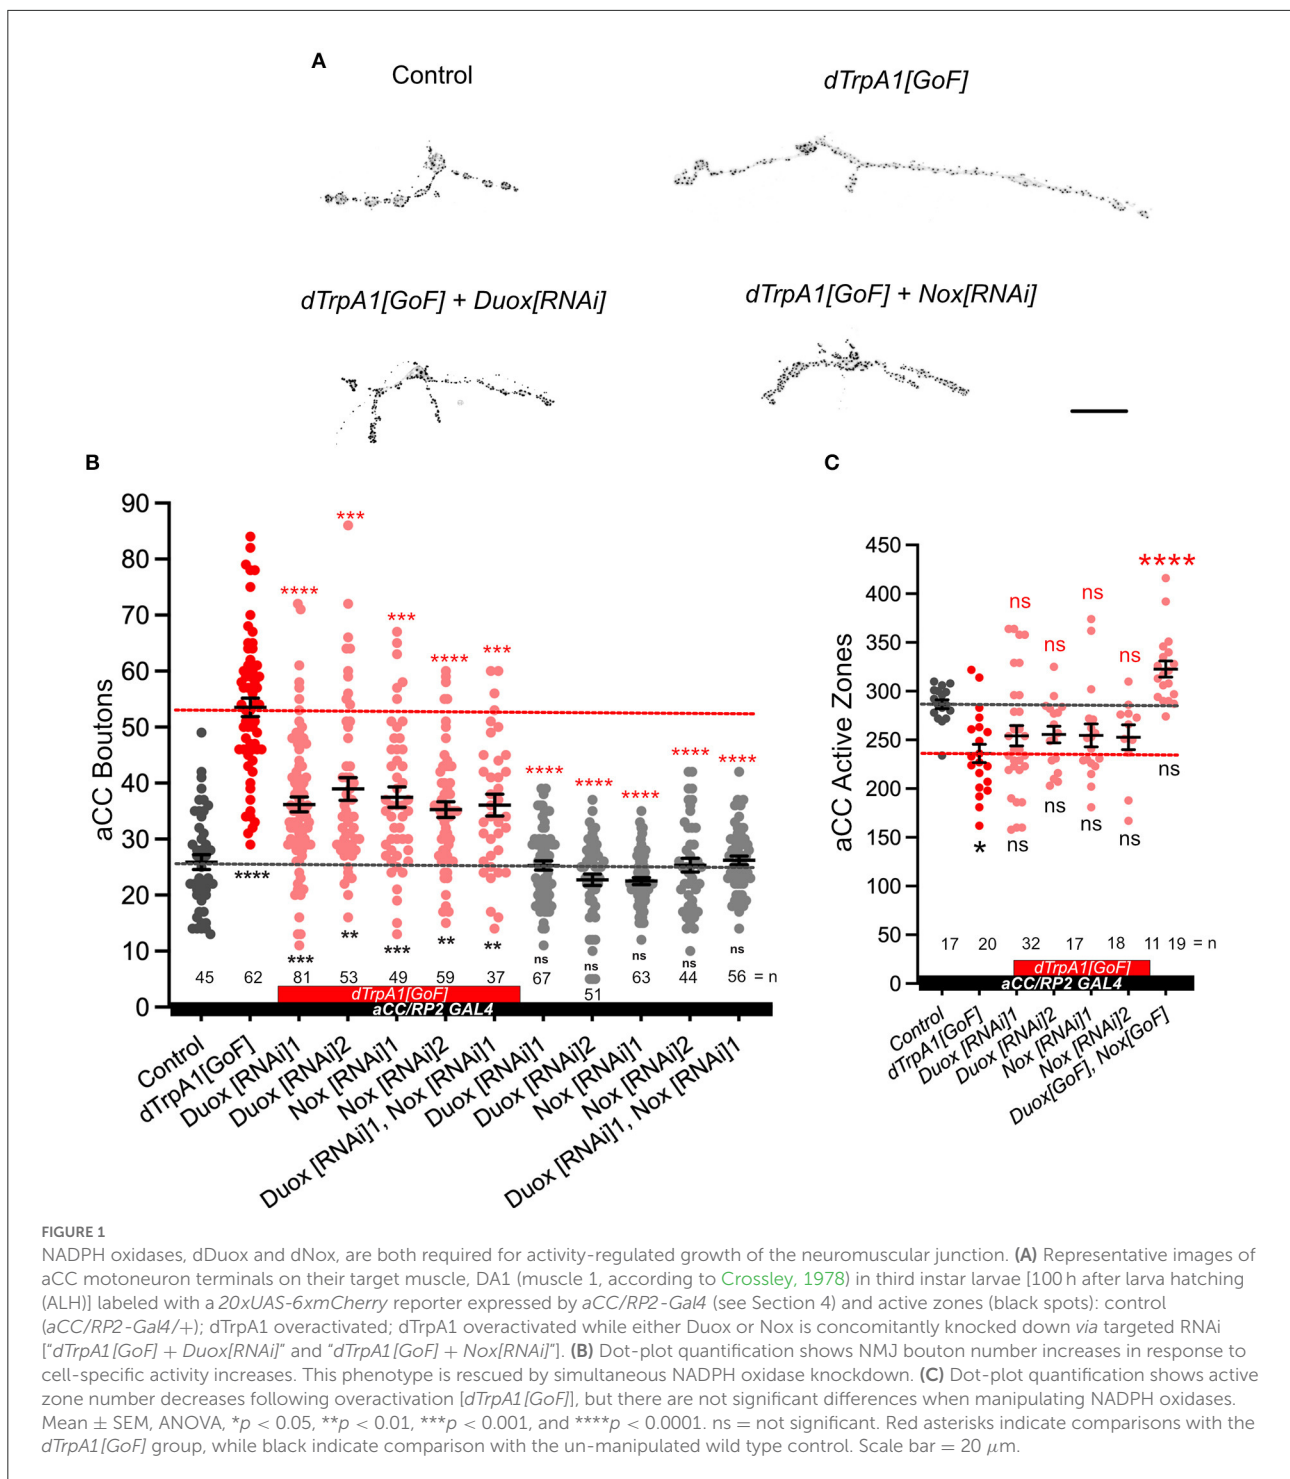 A
Control
dTrpA1[GoF]
dTrpA1[GoF] + Duox[RNAi]
dTrpA1[GoF] + Nox[RNAi]
B
aCC Boutons
90
80
70
60
50
40
30
20
10
0
****
****
***
***
**
***
***
****
**
***
**
****
ns
****
ns
****
ns
****
ns
****
ns
45 62 81 53 49 59 37 67 51 63 44 56 = n
dTrpA1[GoF]
aCC/RP2 GAL4
Control
dTrpA1[GoF]
Duox [RNAi]1
Duox [RNAi]2
Nox [RNAi]1
Nox [RNAi]2
Duox [RNAi]1, Nox [RNAi]1
Duox [RNAi]1
Duox [RNAi]2
Nox [RNAi]1
Nox [RNAi]2
Duox [RNAi]1, Nox [RNAi]1
C
aCC Active Zones
450
400
350
300
250
200
150
100
50
0
*
ns
ns
ns
ns
ns
ns
ns
ns
****
ns
17 20 32 17 18 11 19 = n
dTrpA1[GoF]
aCC/RP2 GAL4
Control
dTrpA1[GoF]
Duox [RNAi]1
Duox [RNAi]2
Nox [RNAi]1
Nox [RNAi]2
Duox[GoF], Nox[GoF]
FIGURE 1
NADPH oxidases, dDuox and dNox, are both required for activity-regulated growth of the neuromuscular junction. (A) Representative images of
aCC motoneuron terminals on their target muscle, DA1 (muscle 1, according to Crossley, 1978) in third instar larvae [100 h after larva hatching
(ALH)] labeled with a 20xUAS-6xmCherry reporter expressed by aCC/RP2-Gal4 (see Section 4) and active zones (black spots): control
(aCC/RP2-Gal4/+); dTrpA1 overactivated; dTrpA1 overactivated while either Duox or Nox is concomitantly knocked down via targeted RNAi
["dTrpA1[GoF] + Duox[RNAi]" and "dTrpA1[GoF] + Nox[RNAi]"]. (B) Dot-plot quantification shows NMJ bouton number increases in response to
cell-specific activity increases. This phenotype is rescued by simultaneous NADPH oxidase knockdown. (C) Dot-plot quantification shows active
zone number decreases following overactivation [dTrpA1[GoF]], but there are not significant differences when manipulating NADPH oxidases.
Mean ± SEM, ANOVA, *p < 0.05, **p < 0.01, ***p < 0.001, and ****p < 0.0001. ns = not significant. Red asterisks indicate comparisons with the
dTrpA1[GoF] group, while black indicate comparison with the un-manipulated wild type control. Scale bar = 20 μm.